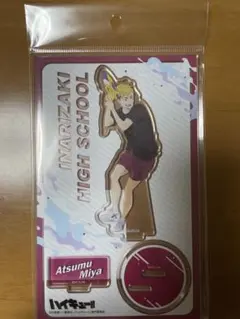 INARIZAKI
HIGH SCHOOL
Atsumu
Miya
ハイキュー!!